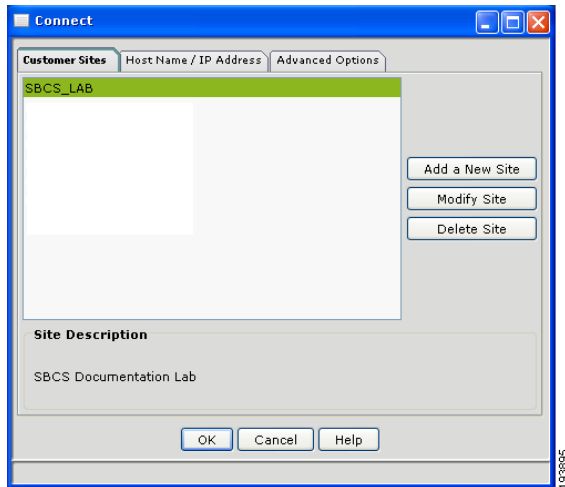 Connect
Customer Sites
Host Name / IP Address
Advanced Options
SBCS_LAB
Add a New Site
Modify Site
Delete Site
Site Description
SBCS Documentation Lab
OK
Cancel
Help
193895